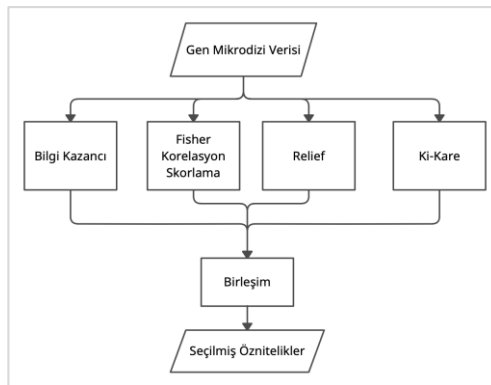 Gen Mikrodizi Verisi
Bilgi Kazancı
Fisher
Korelasyon
Skorlama
Relief
Ki-Kare
Birleşim
Seçilmiş Öznitelikler